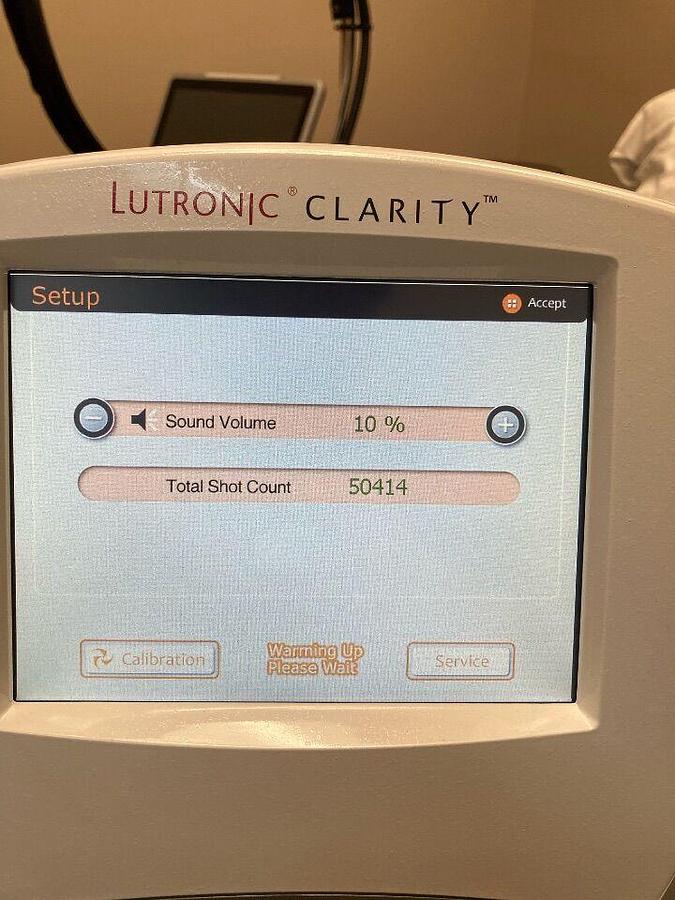 LUTRONIC® CLARITY™
Setup
Accept
Sound Volume 10 %
Total Shot Count 50414
Calibration
Warming Up
Please Wait
Service